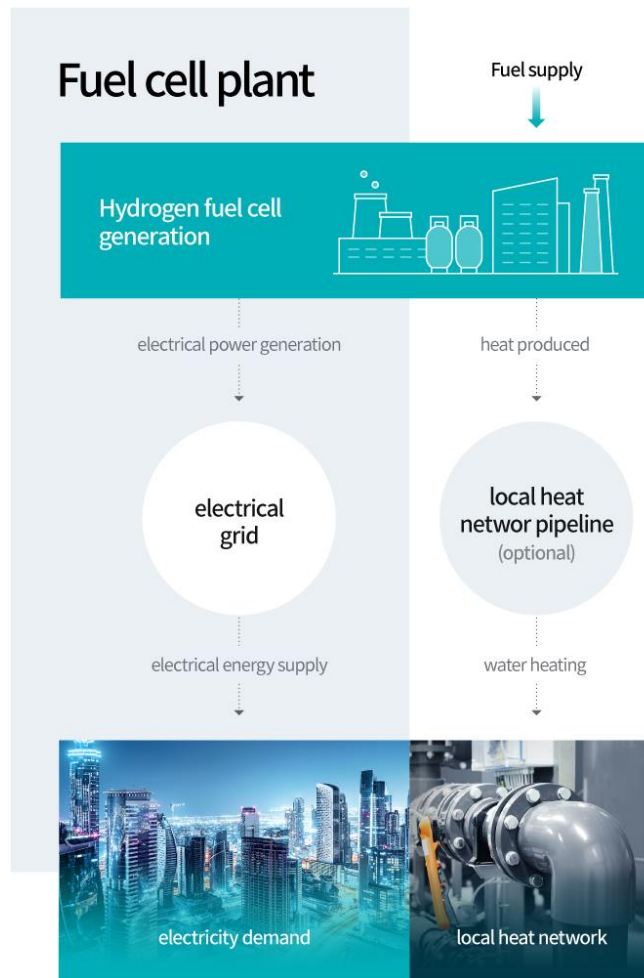 Fuel cell plant
Fuel supply
Hydrogen fuel cell
generation
electrical power generation
heat produced
electrical
grid
local heat
networ pipeline
(optional)
electrical energy supply
water heating
electricity demand
local heat network